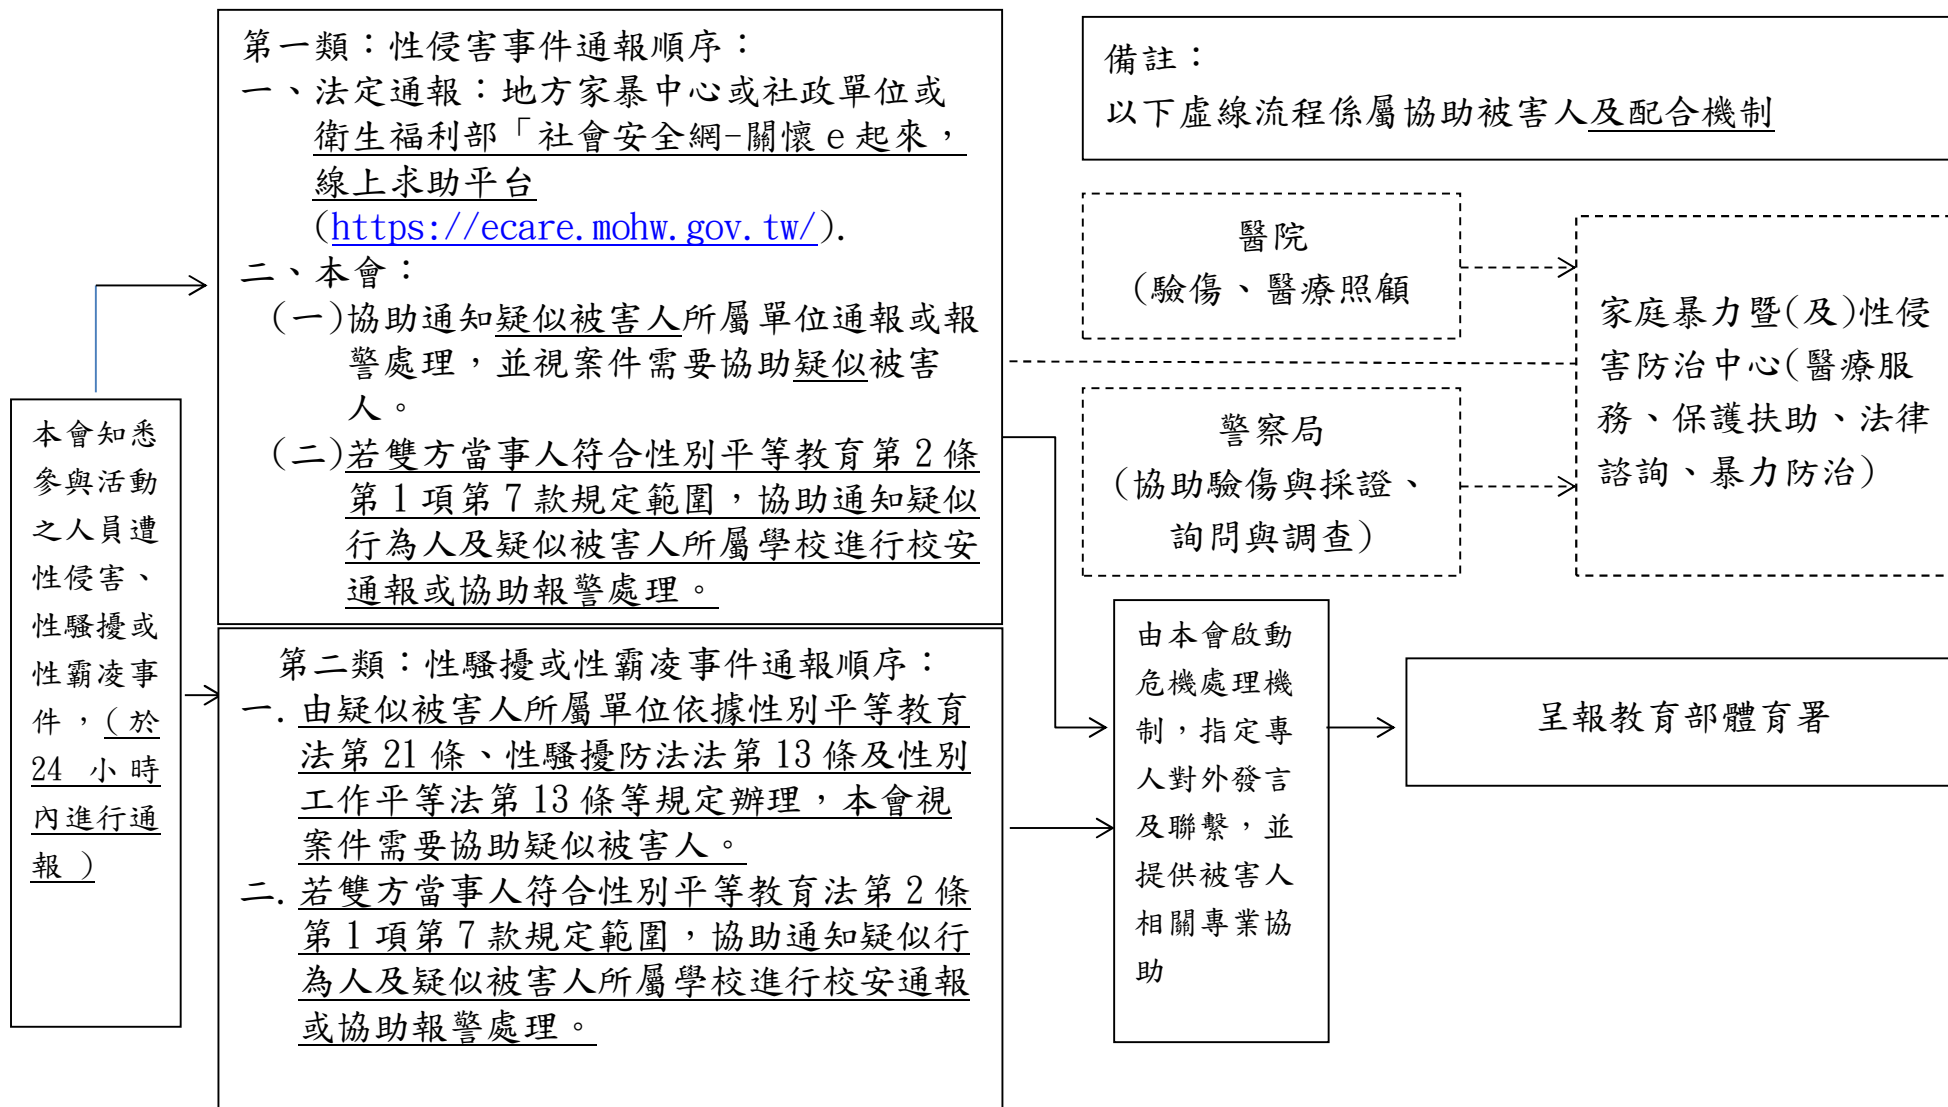 本會知悉
參與活動
之人員遭
性侵害、
性騷擾或
性霸凌事
件，(於
24 小時
內進行通
報)
第一類：性侵害事件通報順序：
一、法定通報：地方家暴中心或社政單位或
衛生福利部「社會安全網-關懷 e 起來，
線上求助平台
(https://ecare.mohw.gov.tw/).
二、本會：
(一)協助通知疑似被害人所屬單位通報或報
警處理，並視案件需要協助疑似被害
人。
(二)若雙方當事人符合性別平等教育第 2 條
第 1 項第 7 款規定範圍，協助通知疑似
行為人及疑似被害人所屬學校進行校安
通報或協助報警處理。
第二類：性騷擾或性霸凌事件通報順序：
一. 由疑似被害人所屬單位依據性別平等教育
法第 21 條、性騷擾防法法第 13 條及性別
工作平等法第 13 條等規定辦理，本會視
案件需要協助疑似被害人。
二. 若雙方當事人符合性別平等教育法第 2 條
第 1 項第 7 款規定範圍，協助通知疑似行
為人及疑似被害人所屬學校進行校安通報
或協助報警處理。
備註：
以下虛線流程係屬協助被害人及配合機制
醫院
(驗傷、醫療照顧
警察局
(協助驗傷與採證、
詢問與調查)
家庭暴力暨(及)性侵
害防治中心(醫療服
務、保護扶助、法律
諮詢、暴力防治)
由本會啟動
危機處理機
制，指定專
人對外發言
及聯繫，並
提供被害人
相關專業協
助
呈報教育部體育署